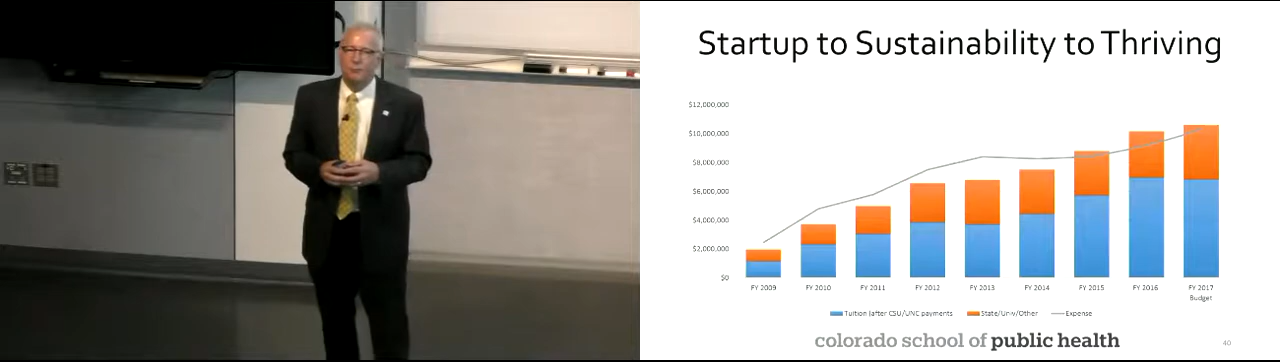 Startup to Sustainability to Thriving
$12,000,000
$10,000,000
$8,000,000
$6,000,000
$4,000,000
$2,000,000
$0
FY 2009 FY 2010 FY 2011 FY 2012 FY 2013 FY 2014 FY 2015 FY 2016 FY 2017
Budget
Tuition (after CSU/UNC payments State/Univ/Other Expense
colorado school of public health
40